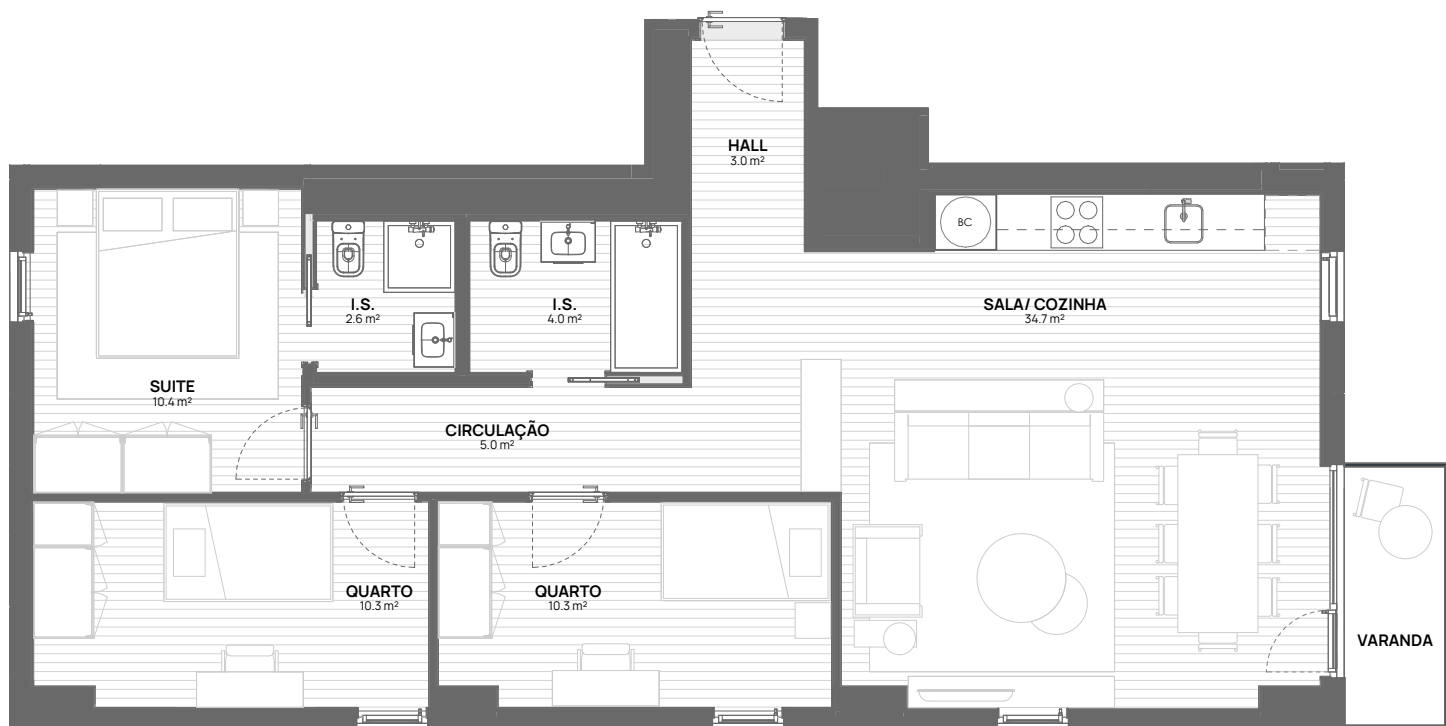 HALL
3.0 m²
BC
I.S.
2.6 m²
I.S.
4.0 m²
SALA/ COZINHA
34.7 m²
SUITE
10.4 m²
CIRCULAÇÃO
5.0 m²
QUARTO
10.3 m²
QUARTO
10.3 m²
VARANDA